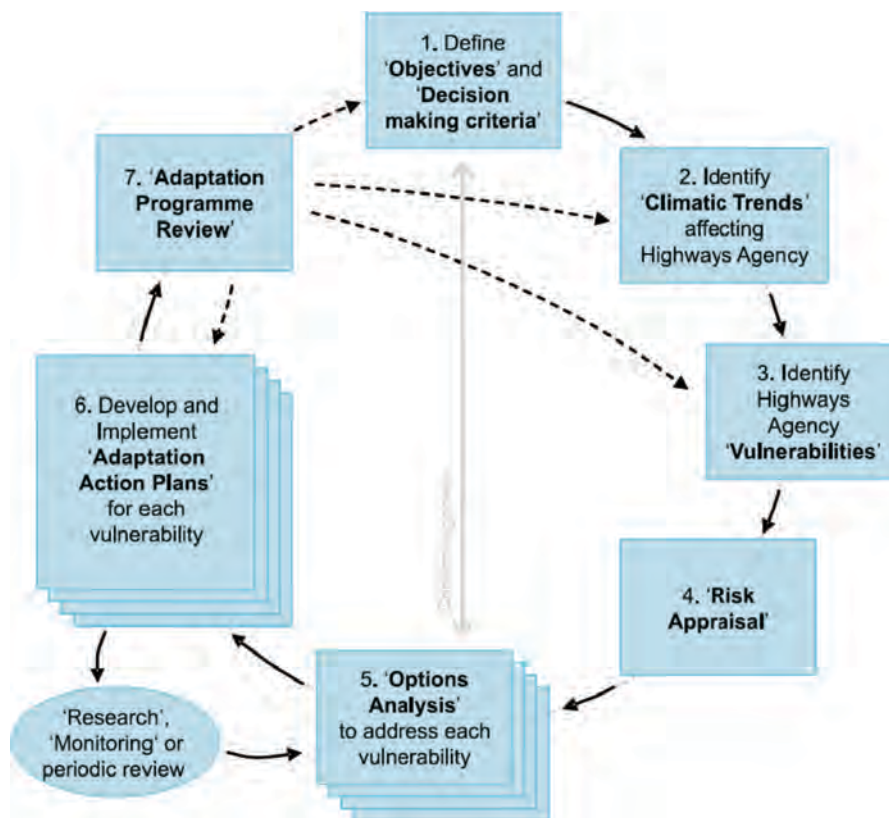 1. Define
‘Objectives’ and
‘Decision
making criteria’
2. Identify
‘Climatic Trends’
affecting
Highways Agency
3. Identify
Highways
Agency
‘Vulnerabilities’
4. ‘Risk
Appraisal’
5. ‘Options
Analysis’
to address each
vulnerability
6. Develop and
Implement
‘Adaptation
Action Plans’
for each
vulnerability
7. ‘Adaptation
Programme
Review’
‘Research’,
‘Monitoring‘ or
periodic review